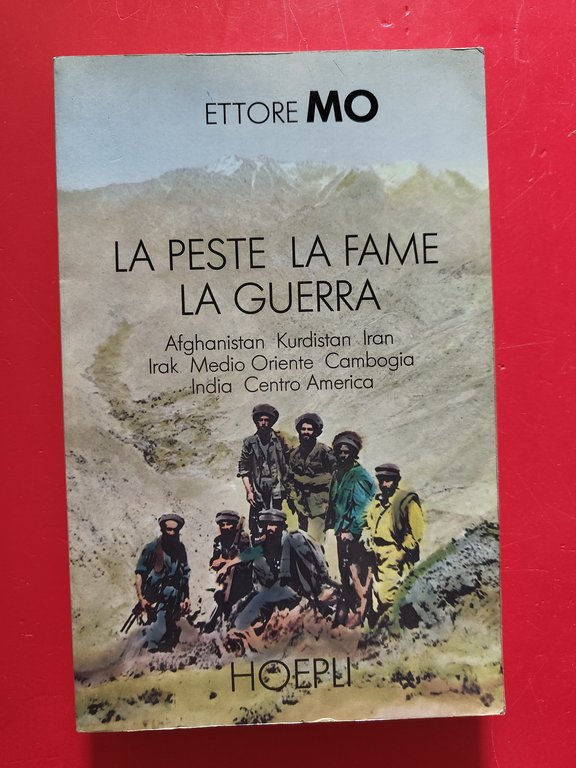 ETTORE MO
LA PESTE LA FAME
LA GUERRA
Afghanistan Kurdistan Iran
Irak Medio Oriente Cambogia
India Centro America
HOEPLI